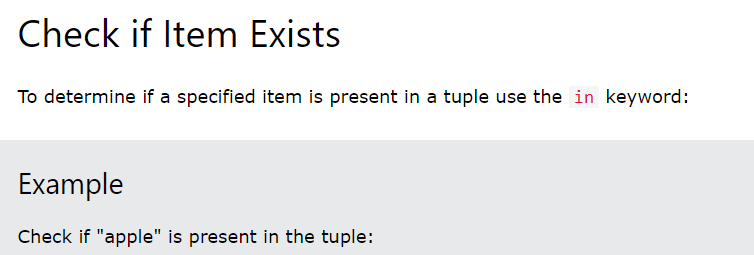 Check if Item Exists
To determine if a specified item is present in a tuple use the in keyword:
Example
Check if "apple" is present in the tuple: